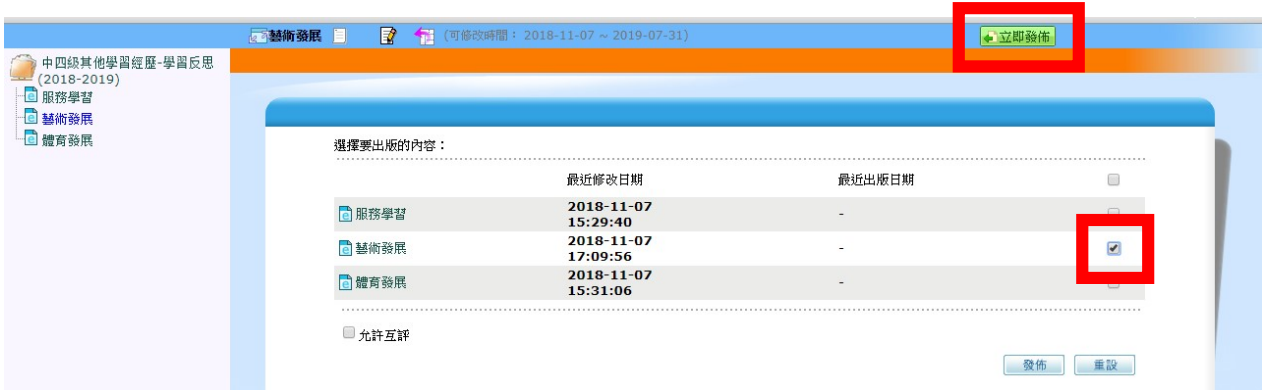 藝術發展 (可修改時間： 2018-11-07 ~ 2019-07-31) 立即發佈
中四級其他學習經歷-學習反思
(2018-2019)
服務學習
藝術發展
體育發展
選擇要出版的內容：
最近修改日期 最近出版日期
服務學習 2018-11-07 -
15:29:40
藝術發展 2018-11-07 -
17:09:56
體育發展 2018-11-07 -
15:31:06
允許互評
發佈 重設